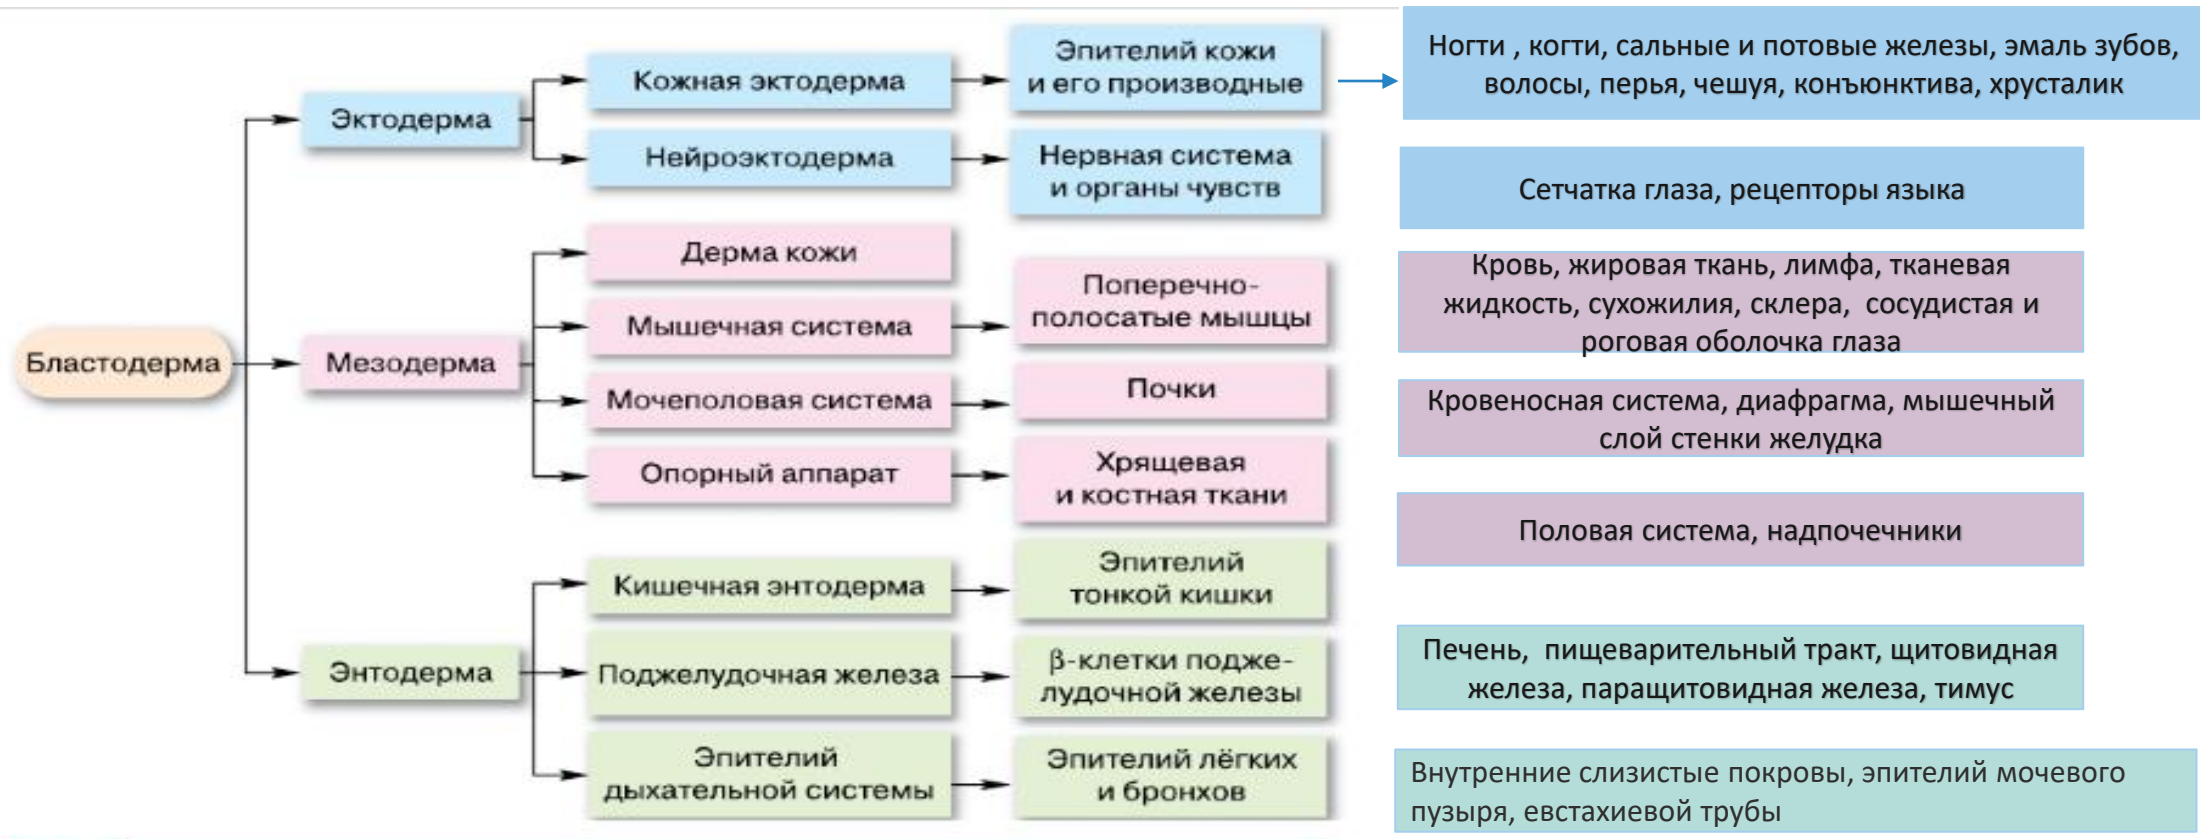 Бластодерма
Эктодерма
Кожная эктодерма
Эпителий кожи
и его производные
Ногти , когти, сальные и потовые железы, эмаль зубов,
волосы, перья, чешуя, конъюнктива, хрусталик
Нейроэктодерма
Нервная система
и органы чувств
Сетчатка глаза, рецепторы языка
Мезодерма
Дерма кожи
Мышечная система
Поперечно-
полосатые мышцы
Мочеполовая система
Почки
Опорный аппарат
Хрящевая
и костная ткани
Кровь, жировая ткань, лимфа, тканевая
жидкость, сухожилия, склера, сосудистая и
роговая оболочка глаза
Кровеносная система, диафрагма, мышечный
слой стенки желудка
Половая система, надпочечники
Энтодерма
Кишечная энтодерма
Эпителий
тонкой кишки
Поджелудочная железа
β-клетки подже-
лудочной железы
Эпителий
дыхательной системы
Эпителий лёгких
и бронхов
Печень, пищеварительный тракт, щитовидная
железа, паращитовидная железа, тимус
Внутренние слизистые покровы, эпителий мочевого
пузыря, евстахиевой трубы